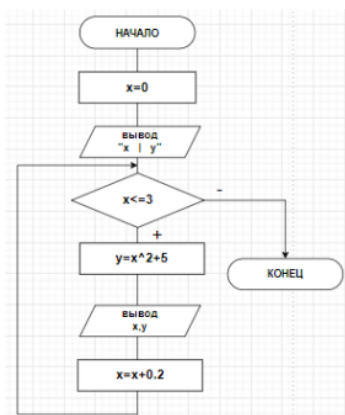 НАЧАЛО
x=0
вывод
"x | y"
x<=3
-
+
y=x^2+5
КОНЕЦ
вывод
x,y
x=x+0.2